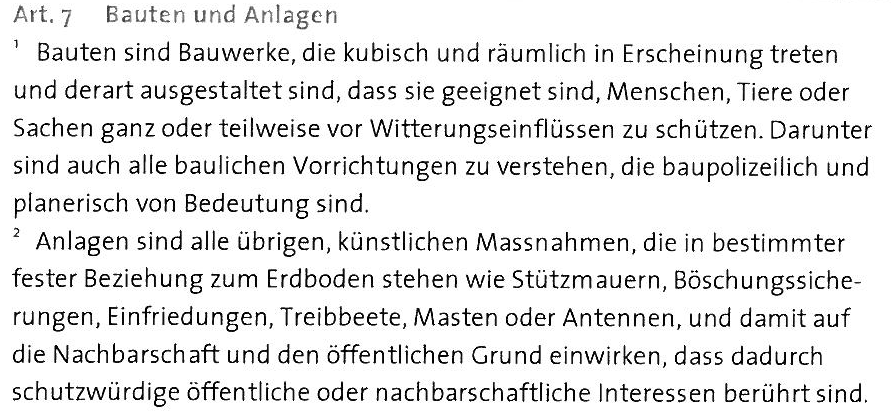 Art. 7 Bauten und Anlagen
¹ Bauten sind Bauwerke, die kubisch und räumlich in Erscheinung treten
und derart ausgestaltet sind, dass sie geeignet sind, Menschen, Tiere oder
Sachen ganz oder teilweise vor Witterungseinflüssen zu schützen. Darunter
sind auch alle baulichen Vorrichtungen zu verstehen, die baupolizeilich und
planerisch von Bedeutung sind.
² Anlagen sind alle übrigen, künstlichen Massnahmen, die in bestimmter
fester Beziehung zum Erdboden stehen wie Stützmauern, Böschungssiche-
rungen, Einfriedungen, Treibbeete, Masten oder Antennen, und damit auf
die Nachbarschaft und den öffentlichen Grund einwirken, dass dadurch
schutzwürdige öffentliche oder nachbarschaftliche Interessen berührt sind.